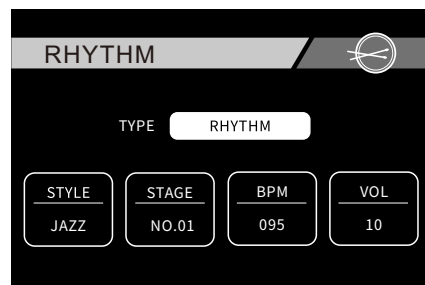 RHYTHM
TYPE RHYTHM
STYLE STAGE BPM VOL
JAZZ NO.01 095 10